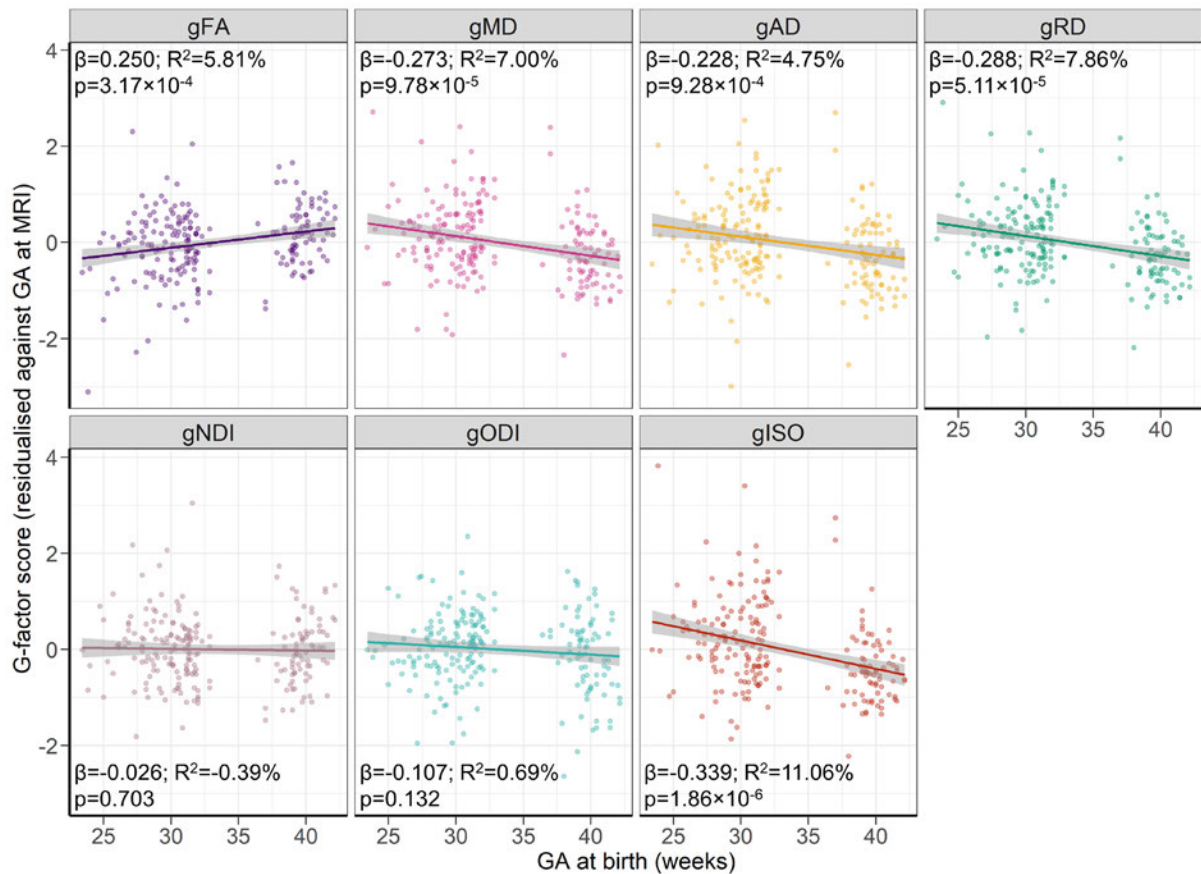 gFA
gMD
gAD
gRD
β=0.250; R²=5.81%
p=3.17×10⁻⁴
β=-0.273; R²=7.00%
p=9.78×10⁻⁵
β=-0.228; R²=4.75%
p=9.28×10⁻⁴
β=-0.288; R²=7.86%
p=5.11×10⁻⁵
4
2
0
-2
25 30 35 40
G-factor score (residualised against GA at MRI)
gNDI
gODI
gISO
4
2
0
-2
β=-0.026; R²=-0.39%
p=0.703
β=-0.107; R²=0.69%
p=0.132
β=-0.339; R²=11.06%
p=1.86×10⁻⁶
25 30 35 40
25 30 35 40
25 30 35 40
GA at birth (weeks)